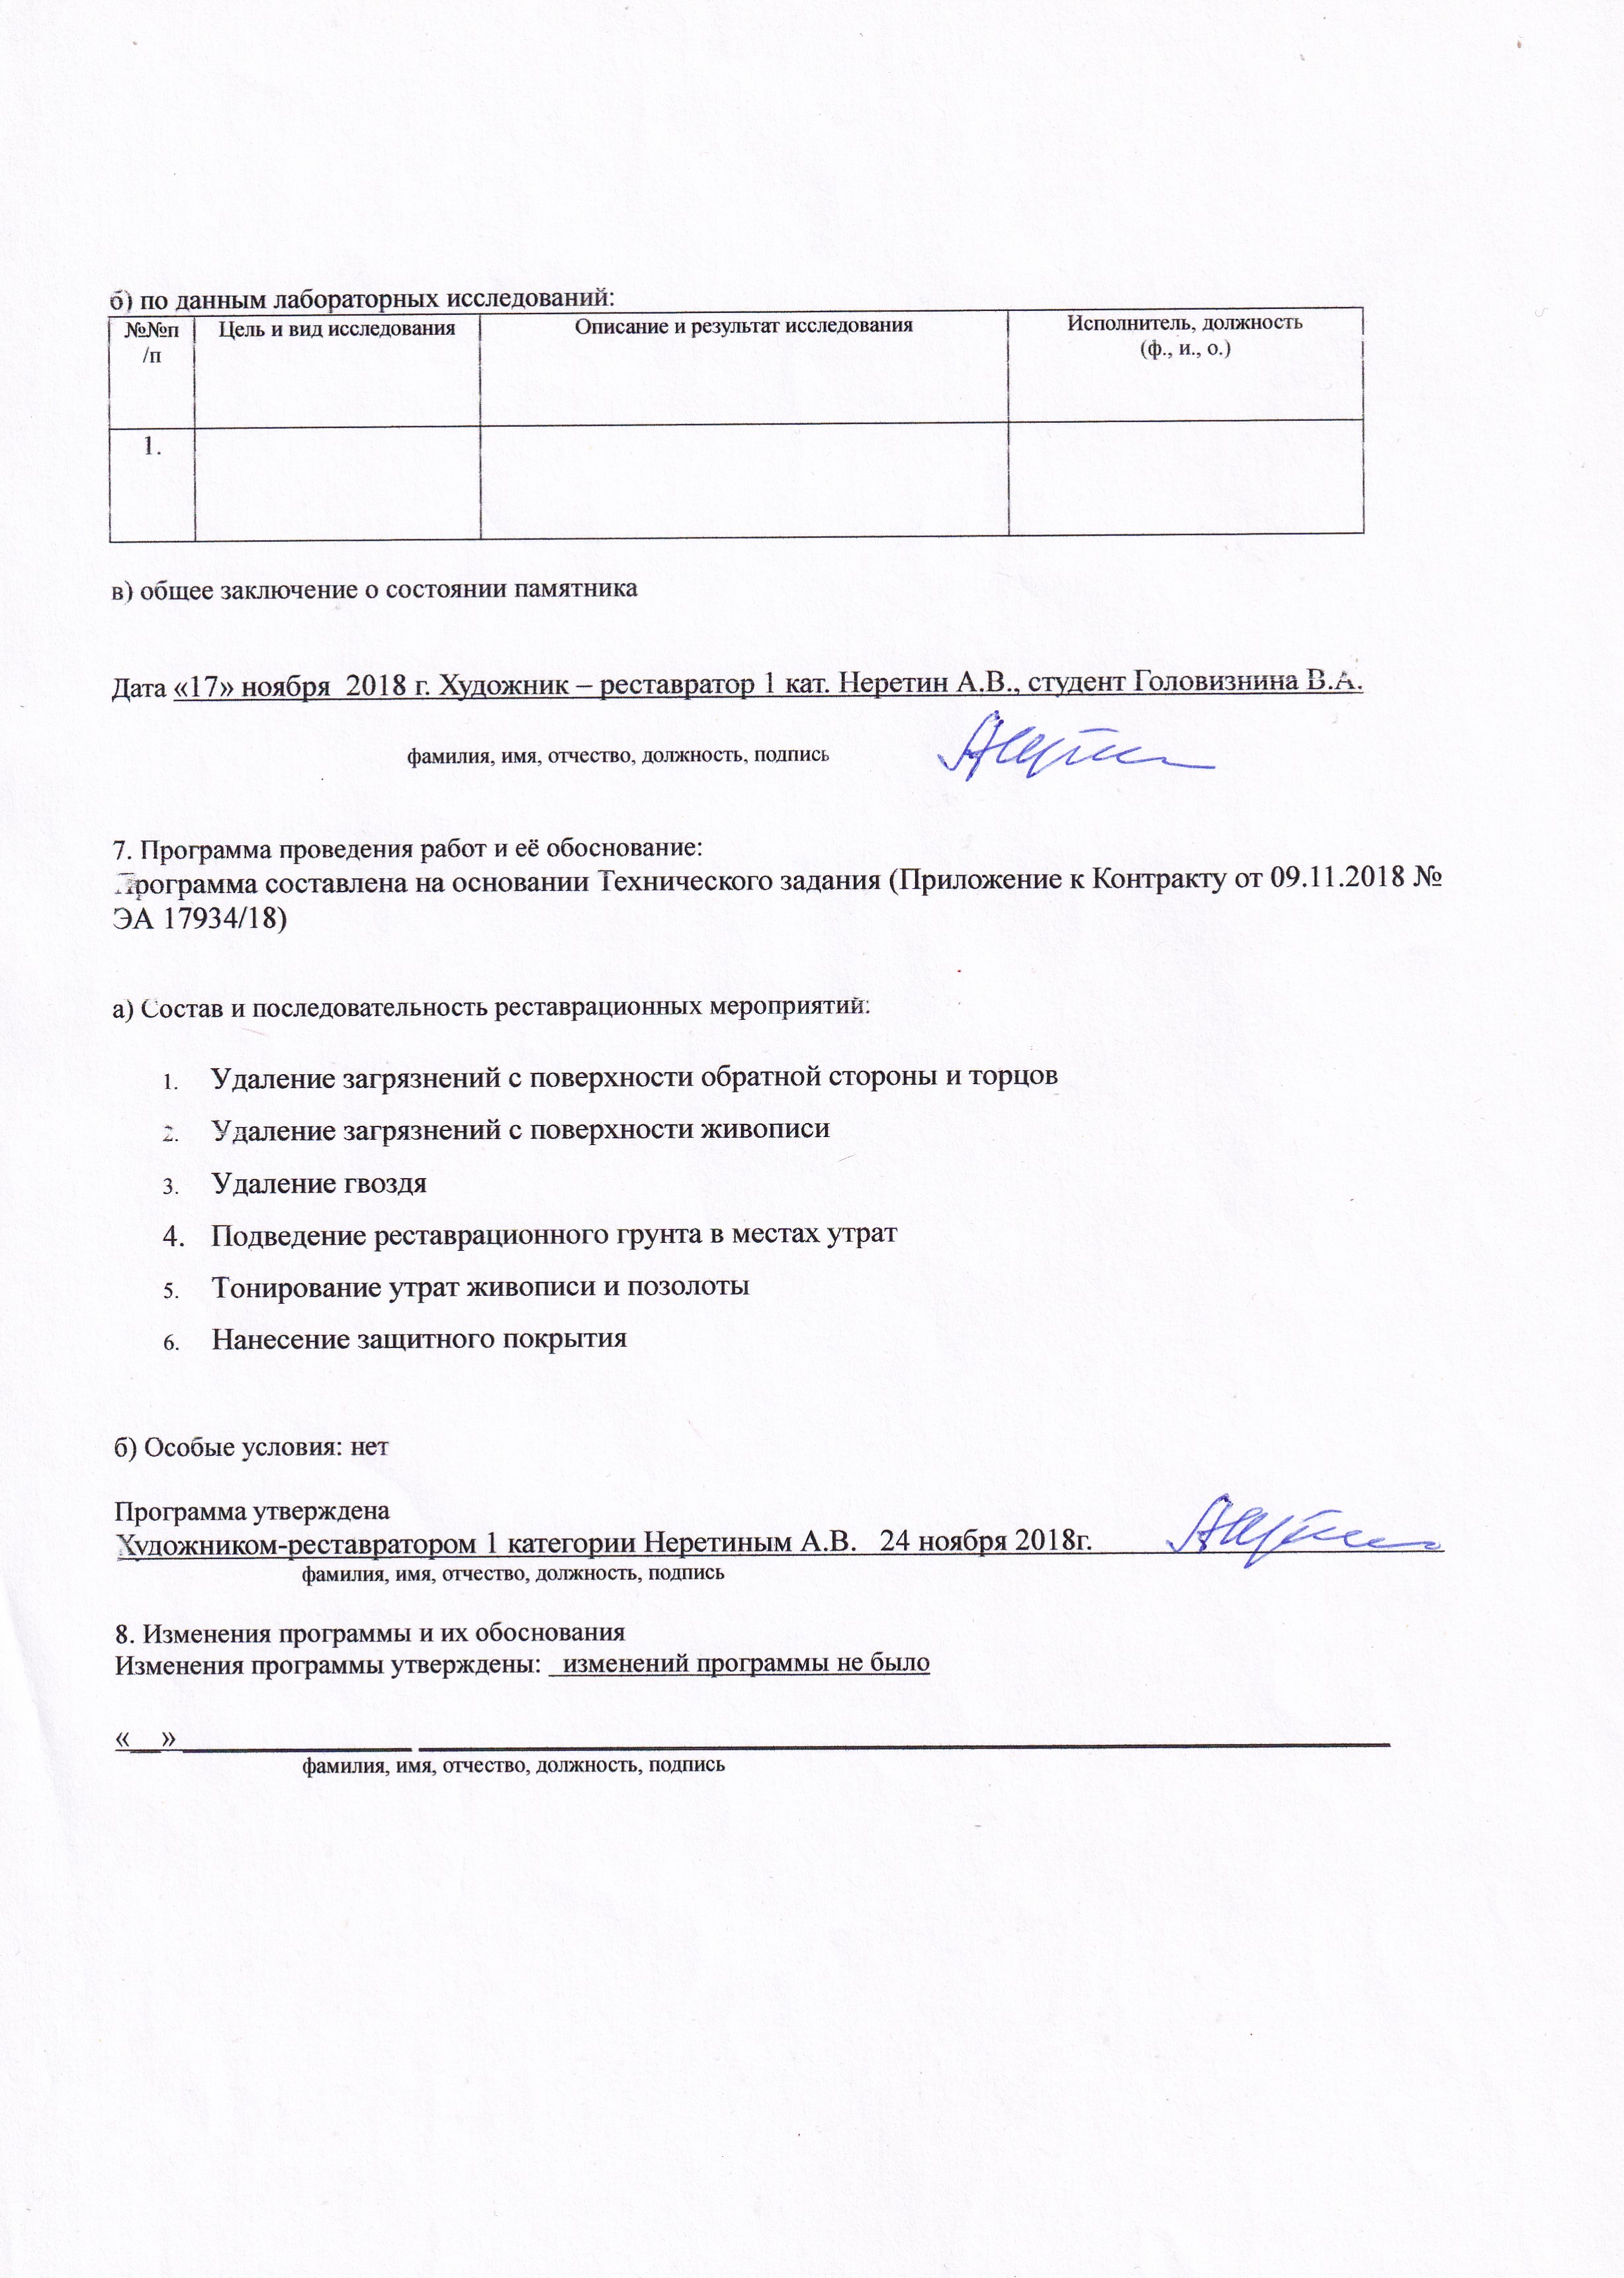 б) по данным лабораторных исследований:
№№п
/п
Цель и вид исследования
Описание и результат исследования
Исполнитель, должность
(ф., и., о.)
1.
в) общее заключение о состоянии памятника
Дата «17» ноября 2018 г. Художник – реставратор 1 кат. Неретин А.В., студент Головизнина В.А.
фамилия, имя, отчество, должность, подпись
7. Программа проведения работ и её обоснование:
Программа составлена на основании Технического задания (Приложение к Контракту от 09.11.2018 №
ЭА 17934/18)
а) Состав и последовательность реставрационных мероприятий:
1. Удаление загрязнений с поверхности обратной стороны и торцов
2. Удаление загрязнений с поверхности живописи
3. Удаление гвоздя
4. Подведение реставрационного грунта в местах утрат
5. Тонирование утрат живописи и позолоты
6. Нанесение защитного покрытия
б) Особые условия: нет
Программа утверждена
Художником-реставратором 1 категории Неретиным А.В. 24 ноября 2018г.
фамилия, имя, отчество, должность, подпись
8. Изменения программы и их обоснования
Изменения программы утверждены: изменений программы не было
«__» ____________ ____________
фамилия, имя, отчество, должность, подпись